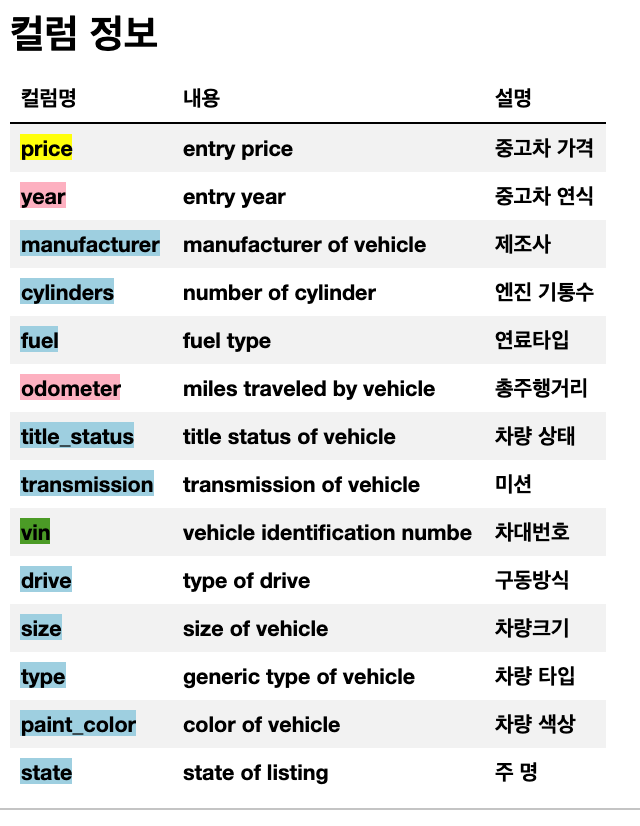 컬럼 정보
컬럼명 내용 설명
price entry price 중고차 가격
year entry year 중고차 연식
manufacturer manufacturer of vehicle 제조사
cylinders number of cylinder 엔진 기통수
fuel fuel type 연료타입
odometer miles traveled by vehicle 총주행거리
title_status title status of vehicle 차량 상태
transmission transmission of vehicle 미션
vin vehicle identification numbe 차대번호
drive type of drive 구동방식
size size of vehicle 차량크기
type generic type of vehicle 차량 타입
paint_color color of vehicle 차량 색상
state state of listing 주 명